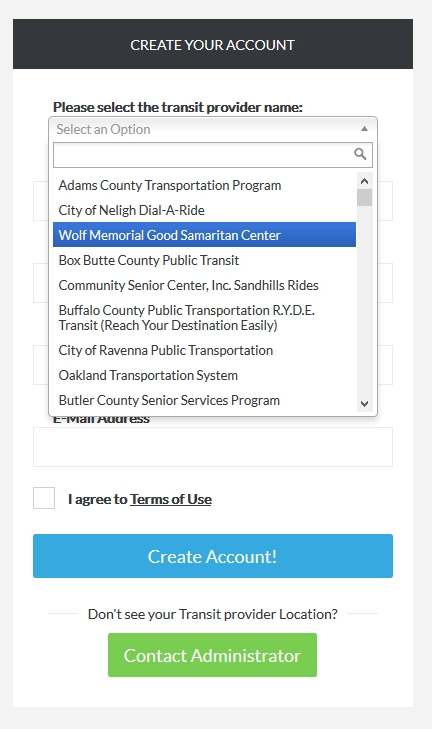 CREATE YOUR ACCOUNT
Please select the transit provider name:
Select an Option
Adams County Transportation Program
City of Neligh Dial-A-Ride
Wolf Memorial Good Samaritan Center
Box Butte County Public Transit
Community Senior Center, Inc. Sandhills Rides
Buffalo County Public Transportation R.Y.D.E.
Transit (Reach Your Destination Easily)
City of Ravenna Public Transportation
Oakland Transportation System
Butler County Senior Services Program
E-Mail Address
I agree to Terms of Use
Create Account!
Don't see your Transit provider Location?
Contact Administrator